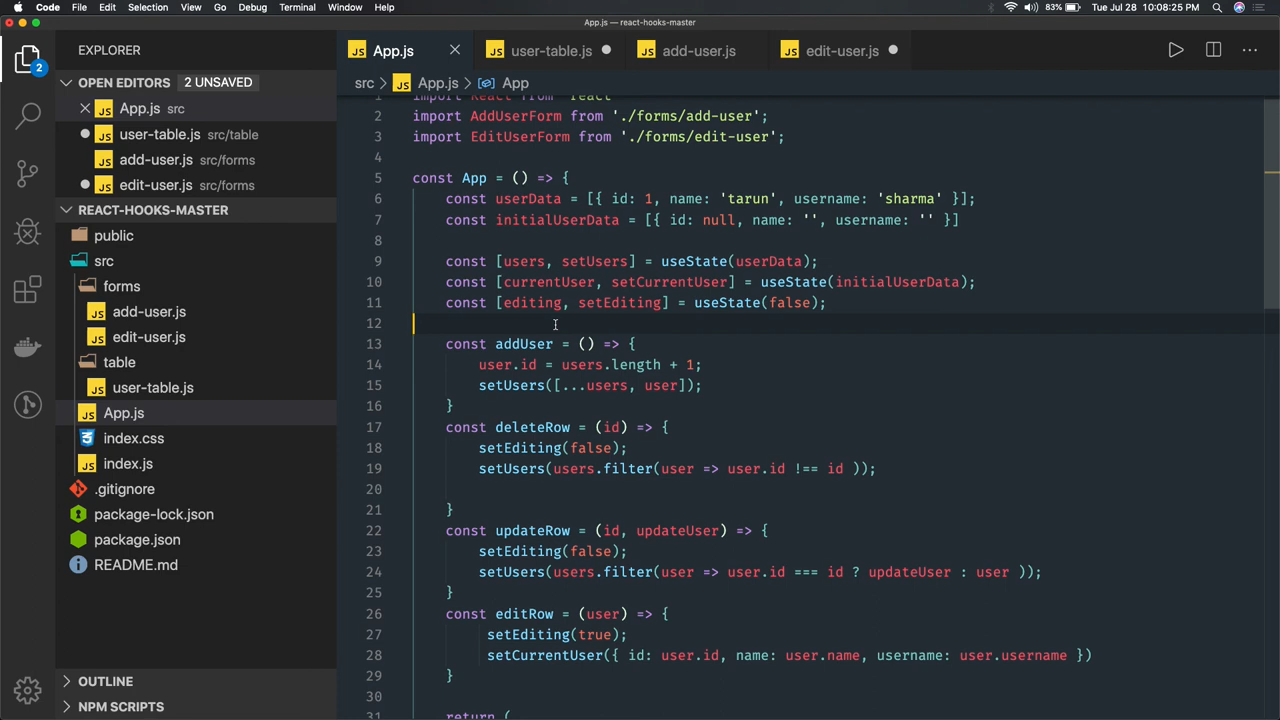 Code File Edit Selection View Go Debug Terminal Window Help 83% Tue Jul 28 10:08:25 PM
App.js — react-hooks-master
EXPLORER
App.js user-table.js add-user.js edit-user.js
2
OPEN EDITORS 2 UNSAVED
src App.js App
App.js src
user-table.js src/table
add-user.js src/forms
edit-user.js src/forms
REACT-HOOKS-MASTER
public
src
forms
add-user.js
edit-user.js
table
user-table.js
App.js
index.css
index.js
.gitignore
package-lock.json
package.json
README.md
OUTLINE
NPM SCRIPTS
1 import React from 'react'
2 import AddUserForm from './forms/add-user';
3 import EditUserForm from './forms/edit-user';
4
5 const App = () => {
6 const userData = [{ id: 1, name: 'tarun', username: 'sharma' }];
7 const initialUserData = [{ id: null, name: '', username: '' }]
8
9 const [users, setUsers] = useState(userData);
10 const [currentUser, setCurrentUser] = useState(initialUserData);
11 const [editing, setEditing] = useState(false);
12
13 const addUser = () => {
14 user.id = users.length + 1;
15 setUsers([...users, user]);
16 }
17 const deleteRow = (id) => {
18 setEditing(false);
19 setUsers(users.filter(user => user.id !== id ));
20
21 }
22 const updateRow = (id, updateUser) => {
23 setEditing(false);
24 setUsers(users.filter(user => user.id === id ? updateUser : user ));
25 }
26 const editRow = (user) => {
27 setEditing(true);
28 setCurrentUser({ id: user.id, name: user.name, username: user.username })
29 }
30
31 return (